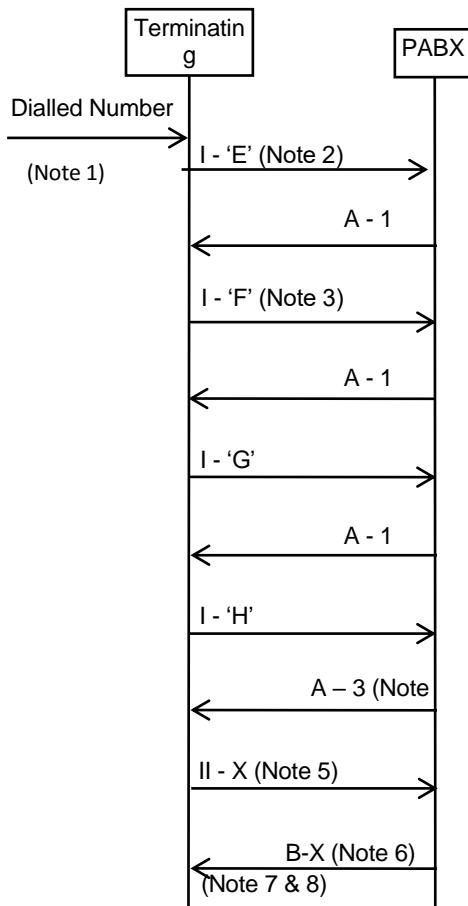 Terminatin
g
PABX
Dialled Number
(Note 1)
I - ‘E’ (Note 2)
A - 1
I - ‘F’ (Note 3)
A - 1
I - ‘G’
A - 1
I - ‘H’
A – 3 (Note
II - X (Note 5)
B-X (Note 6)
(Note 7 & 8)